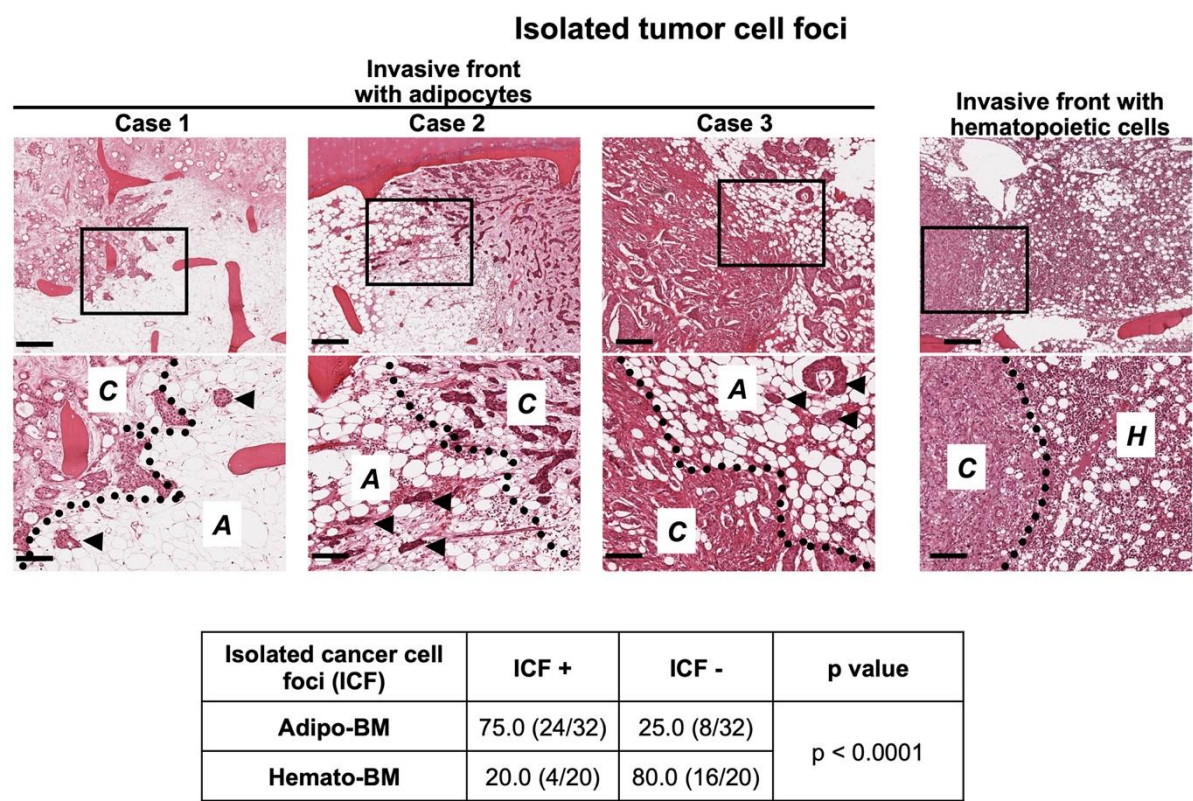 Isolated tumor cell foci
Invasive front
with adipocytes
Case 1
Case 2
Case 3
Invasive front with
hematopoietic cells
C
A
A
C
A
C
C
H
Isolated cancer cell
foci (ICF)
ICF +
ICF -
p value
Adipo-BM
75.0 (24/32)
25.0 (8/32)
p < 0.0001
Hemato-BM
20.0 (4/20)
80.0 (16/20)